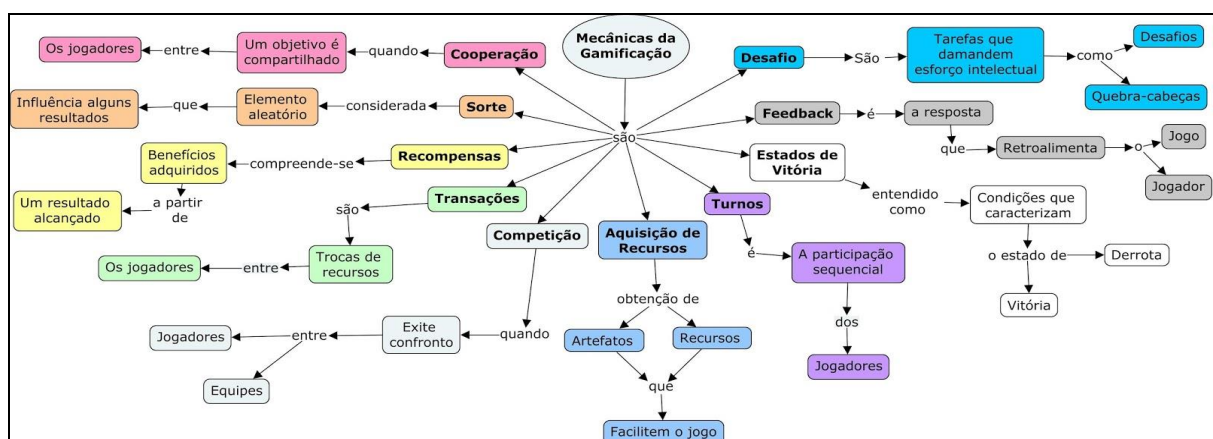 Mecânicas da
Gamificação
são
Cooperação
quando
Um objetivo é
compartilhado
entre
Os jogadores
Sorte
considerada
Elemento
aleatório
que
Influência alguns
resultados
Recompensas
compreende-se
Benefícios
adquiridos
a partir
de
Um resultado
alcançado
Transações
são
Trocas de
recursos
entre
Os jogadores
Competição
quando
Exite
confronto
entre
Jogadores
Equipes
Aquisição de
Recursos
obtenção de
Artefatos
Recursos
que
Facilitem o jogo
Turnos
é
A participação
sequencial
dos
Jogadores
Estados de
Vitória
entendido
como
Condições que
caracterizam
o estado de
Derrota
Vitória
Feedback
é
a resposta
que
Retroalimenta
o
Jogo
Jogador
Desafio
São
Tarefas que
damandem
esforço intelectual
como
Desafios
Quebra-cabeças